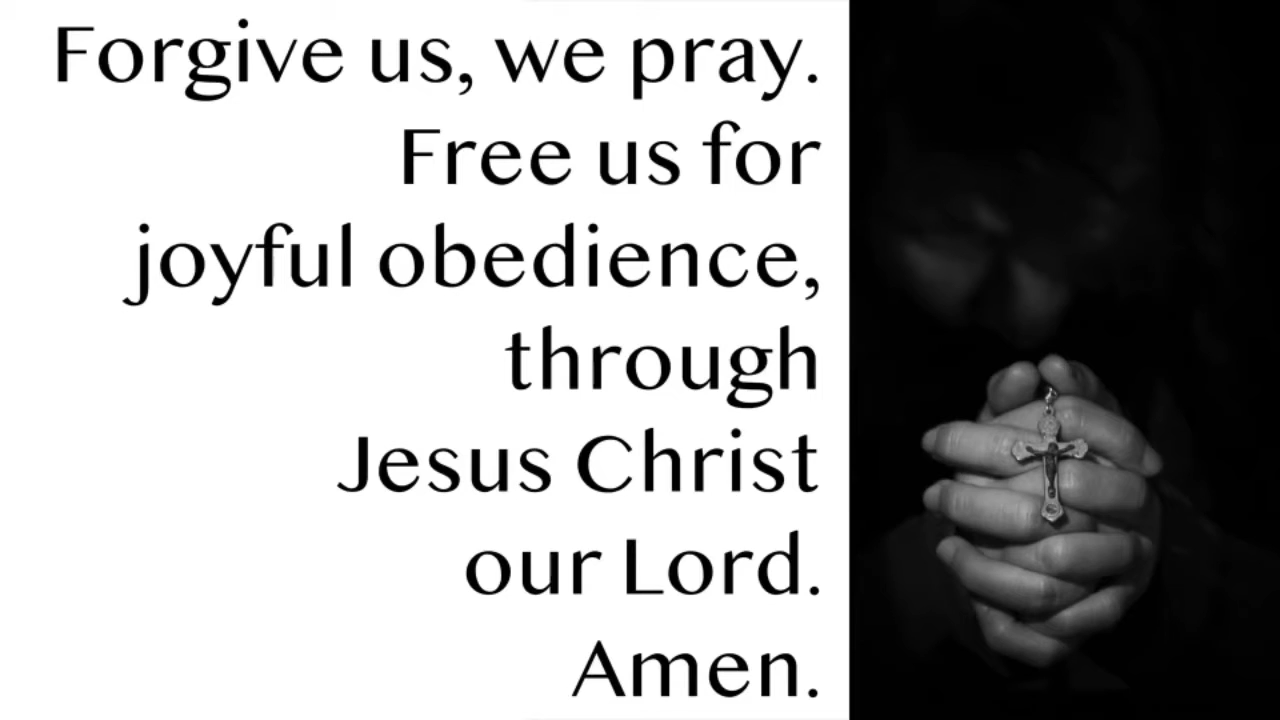 Forgive us, we pray.
Free us for
joyful obedience,
through
Jesus Christ
our Lord.
Amen.